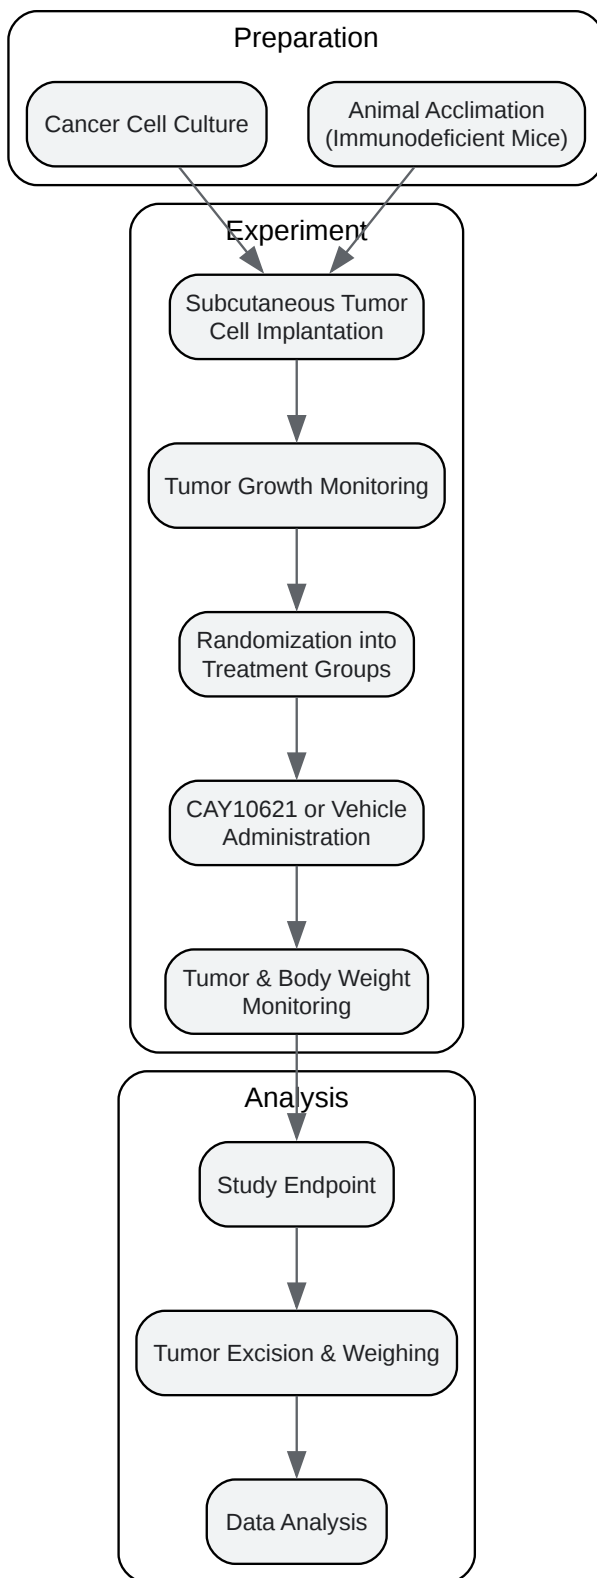 Preparation
Cancer Cell Culture
Animal Acclimation
(Immunodeficient Mice)
Experiment
Subcutaneous Tumor
Cell Implantation
Tumor Growth Monitoring
Randomization into
Treatment Groups
CAY10621 or Vehicle
Administration
Tumor & Body Weight
Monitoring
Analysis
Study Endpoint
Tumor Excision & Weighing
Data Analysis